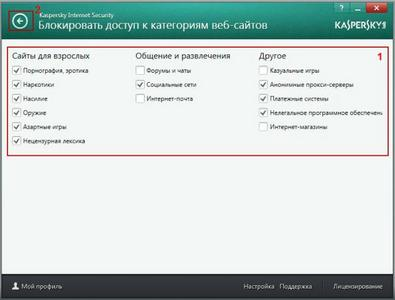 2
Kaspersky Internet Security
Блокировать доступ к категориям веб-сайтов
KASPERSKY
?
Сайты для взрослых
Порнография, эротика
Наркотики
Насилие
Оружие
Азартные игры
Нецензурная лексика
Общение и развлечения
Форумы и чаты
Социальные сети
Интернет-почта
Другое
1
Казуальные игры
Анонимные прокси-серверы
Платежные системы
Нелегальное программное обеспечен
Интернет-магазины
Мой профиль
Настройка Поддержка Лицензирование